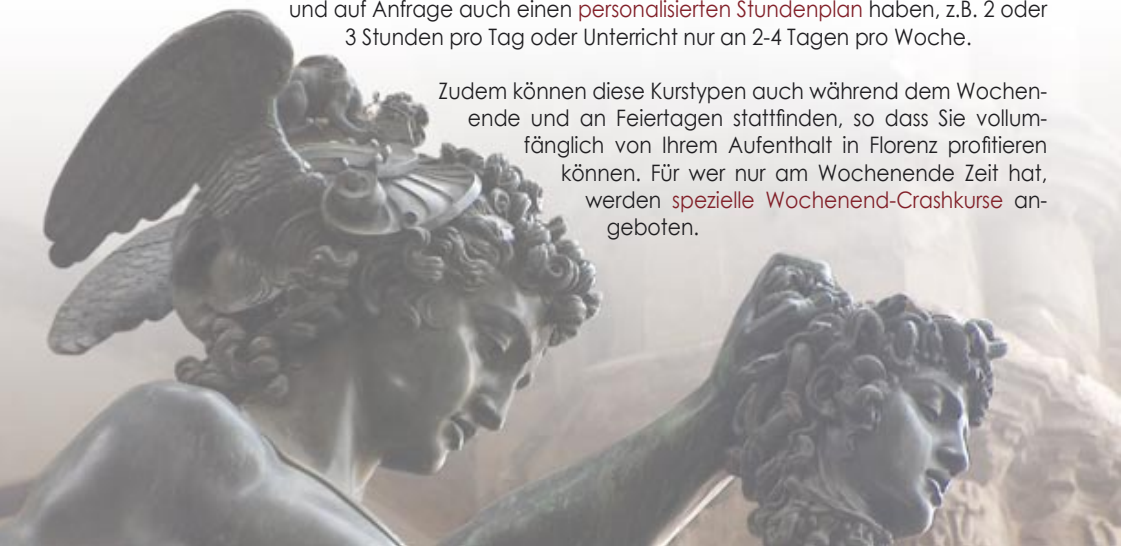 und auf Anfrage auch einen personalisierten Stundenplan haben, z.B. 2 oder
3 Stunden pro Tag oder Unterricht nur an 2-4 Tagen pro Woche.
Zudem können diese Kurstypen auch während dem Wochen-
ende und an Feiertagen stattfinden, so dass Sie vollum-
fänglich von Ihrem Aufenthalt in Florenz profitieren
können. Für wer nur am Wochenende Zeit hat,
werden spezielle Wochenend-Crashkurse an-
geboten.